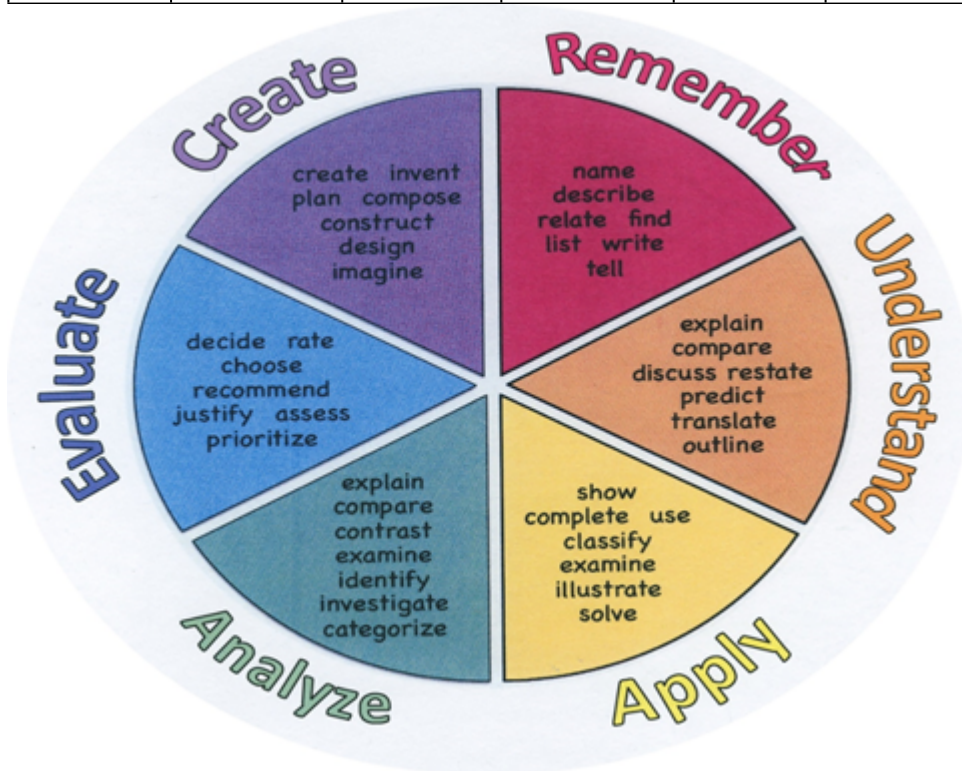 Remember
name
describe
relate find
list write
tell
Understand
explain
compare
discuss restate
predict
translate
outline
Apply
show
complete use
classify
examine
illustrate
solve
Analyze
explain
compare
contrast
examine
identify
investigate
categorize
Evaluate
decide rate
choose
recommend
justify assess
prioritize
Create
create invent
plan compose
construct
design
imagine